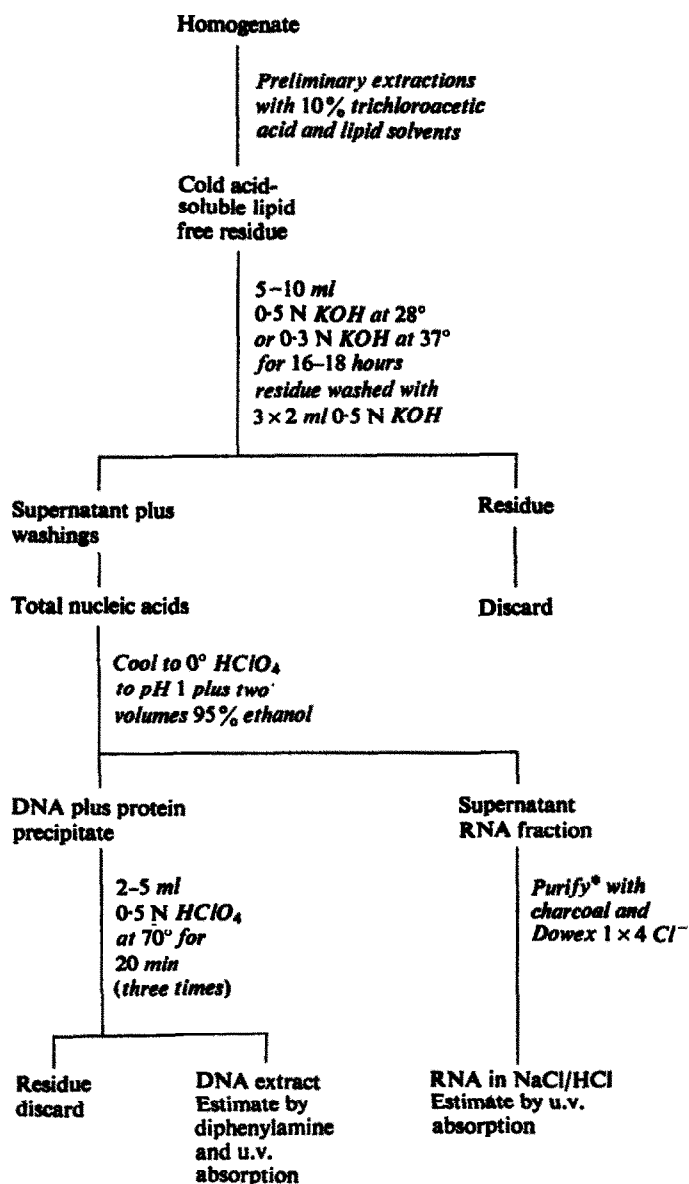 Homogenate
Preliminary extractions
with 10% trichloroacetic
acid and lipid solvents
Cold acid-
soluble lipid
free residue
5–10 ml
0·5 N KOH at 28°
or 0·3 N KOH at 37°
for 16–18 hours
residue washed with
3 × 2 ml 0·5 N KOH
Supernatant plus
washings
Residue
Total nucleic acids
Discard
Cool to 0° HClO₄
to pH 1 plus two
volumes 95% ethanol
DNA plus protein
precipitate
Supernatant
RNA fraction
2–5 ml
0·5 N HClO₄
at 70° for
20 min
(three times)
Purify* with
charcoal and
Dowex 1 × 4 Cl⁻
Residue
discard
DNA extract
Estimate by
diphenylamine
and u.v.
absorption
RNA in NaCl/HCl
Estimate by u.v.
absorption